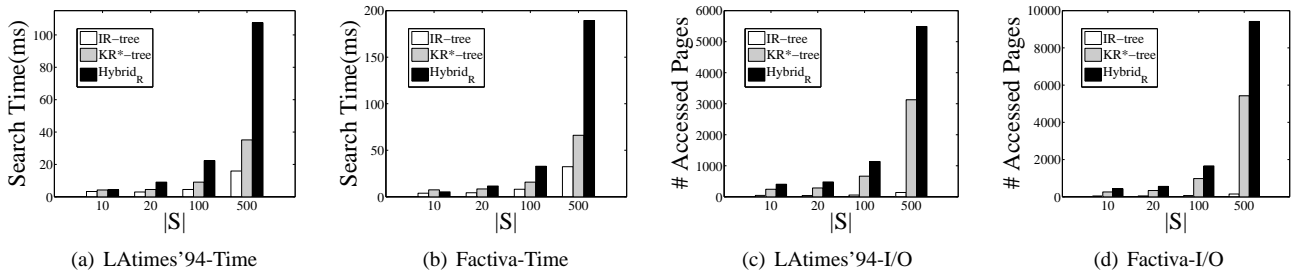 100
80
60
40
20
0
Search Time(ms)
IR−tree
KR*−tree
Hybrid_R
10 20 100 500
|S|
(a) LAtimes’94-Time
200
150
100
50
0
Search Time(ms)
IR−tree
KR*−tree
Hybrid_R
10 20 100 500
|S|
(b) Factiva-Time
6000
5000
4000
3000
2000
1000
0
# Accessed Pages
IR−tree
KR*−tree
Hybrid_R
10 20 100 500
|S|
(c) LAtimes’94-I/O
10000
8000
6000
4000
2000
0
# Accessed Pages
IR−tree
KR*−tree
Hybrid_R
10 20 100 500
|S|
(d) Factiva-I/O